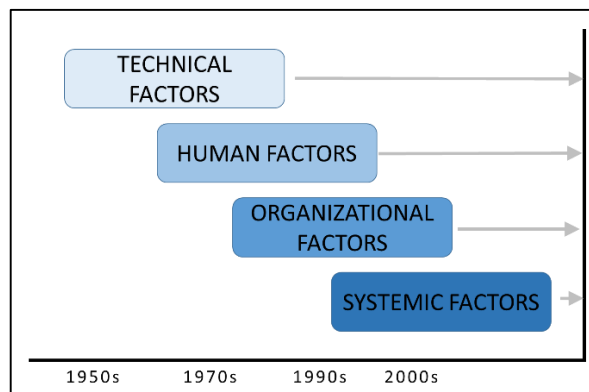 TECHNICAL
FACTORS
HUMAN FACTORS
ORGANIZATIONAL
FACTORS
SYSTEMIC FACTORS
1950s 1970s 1990s 2000s